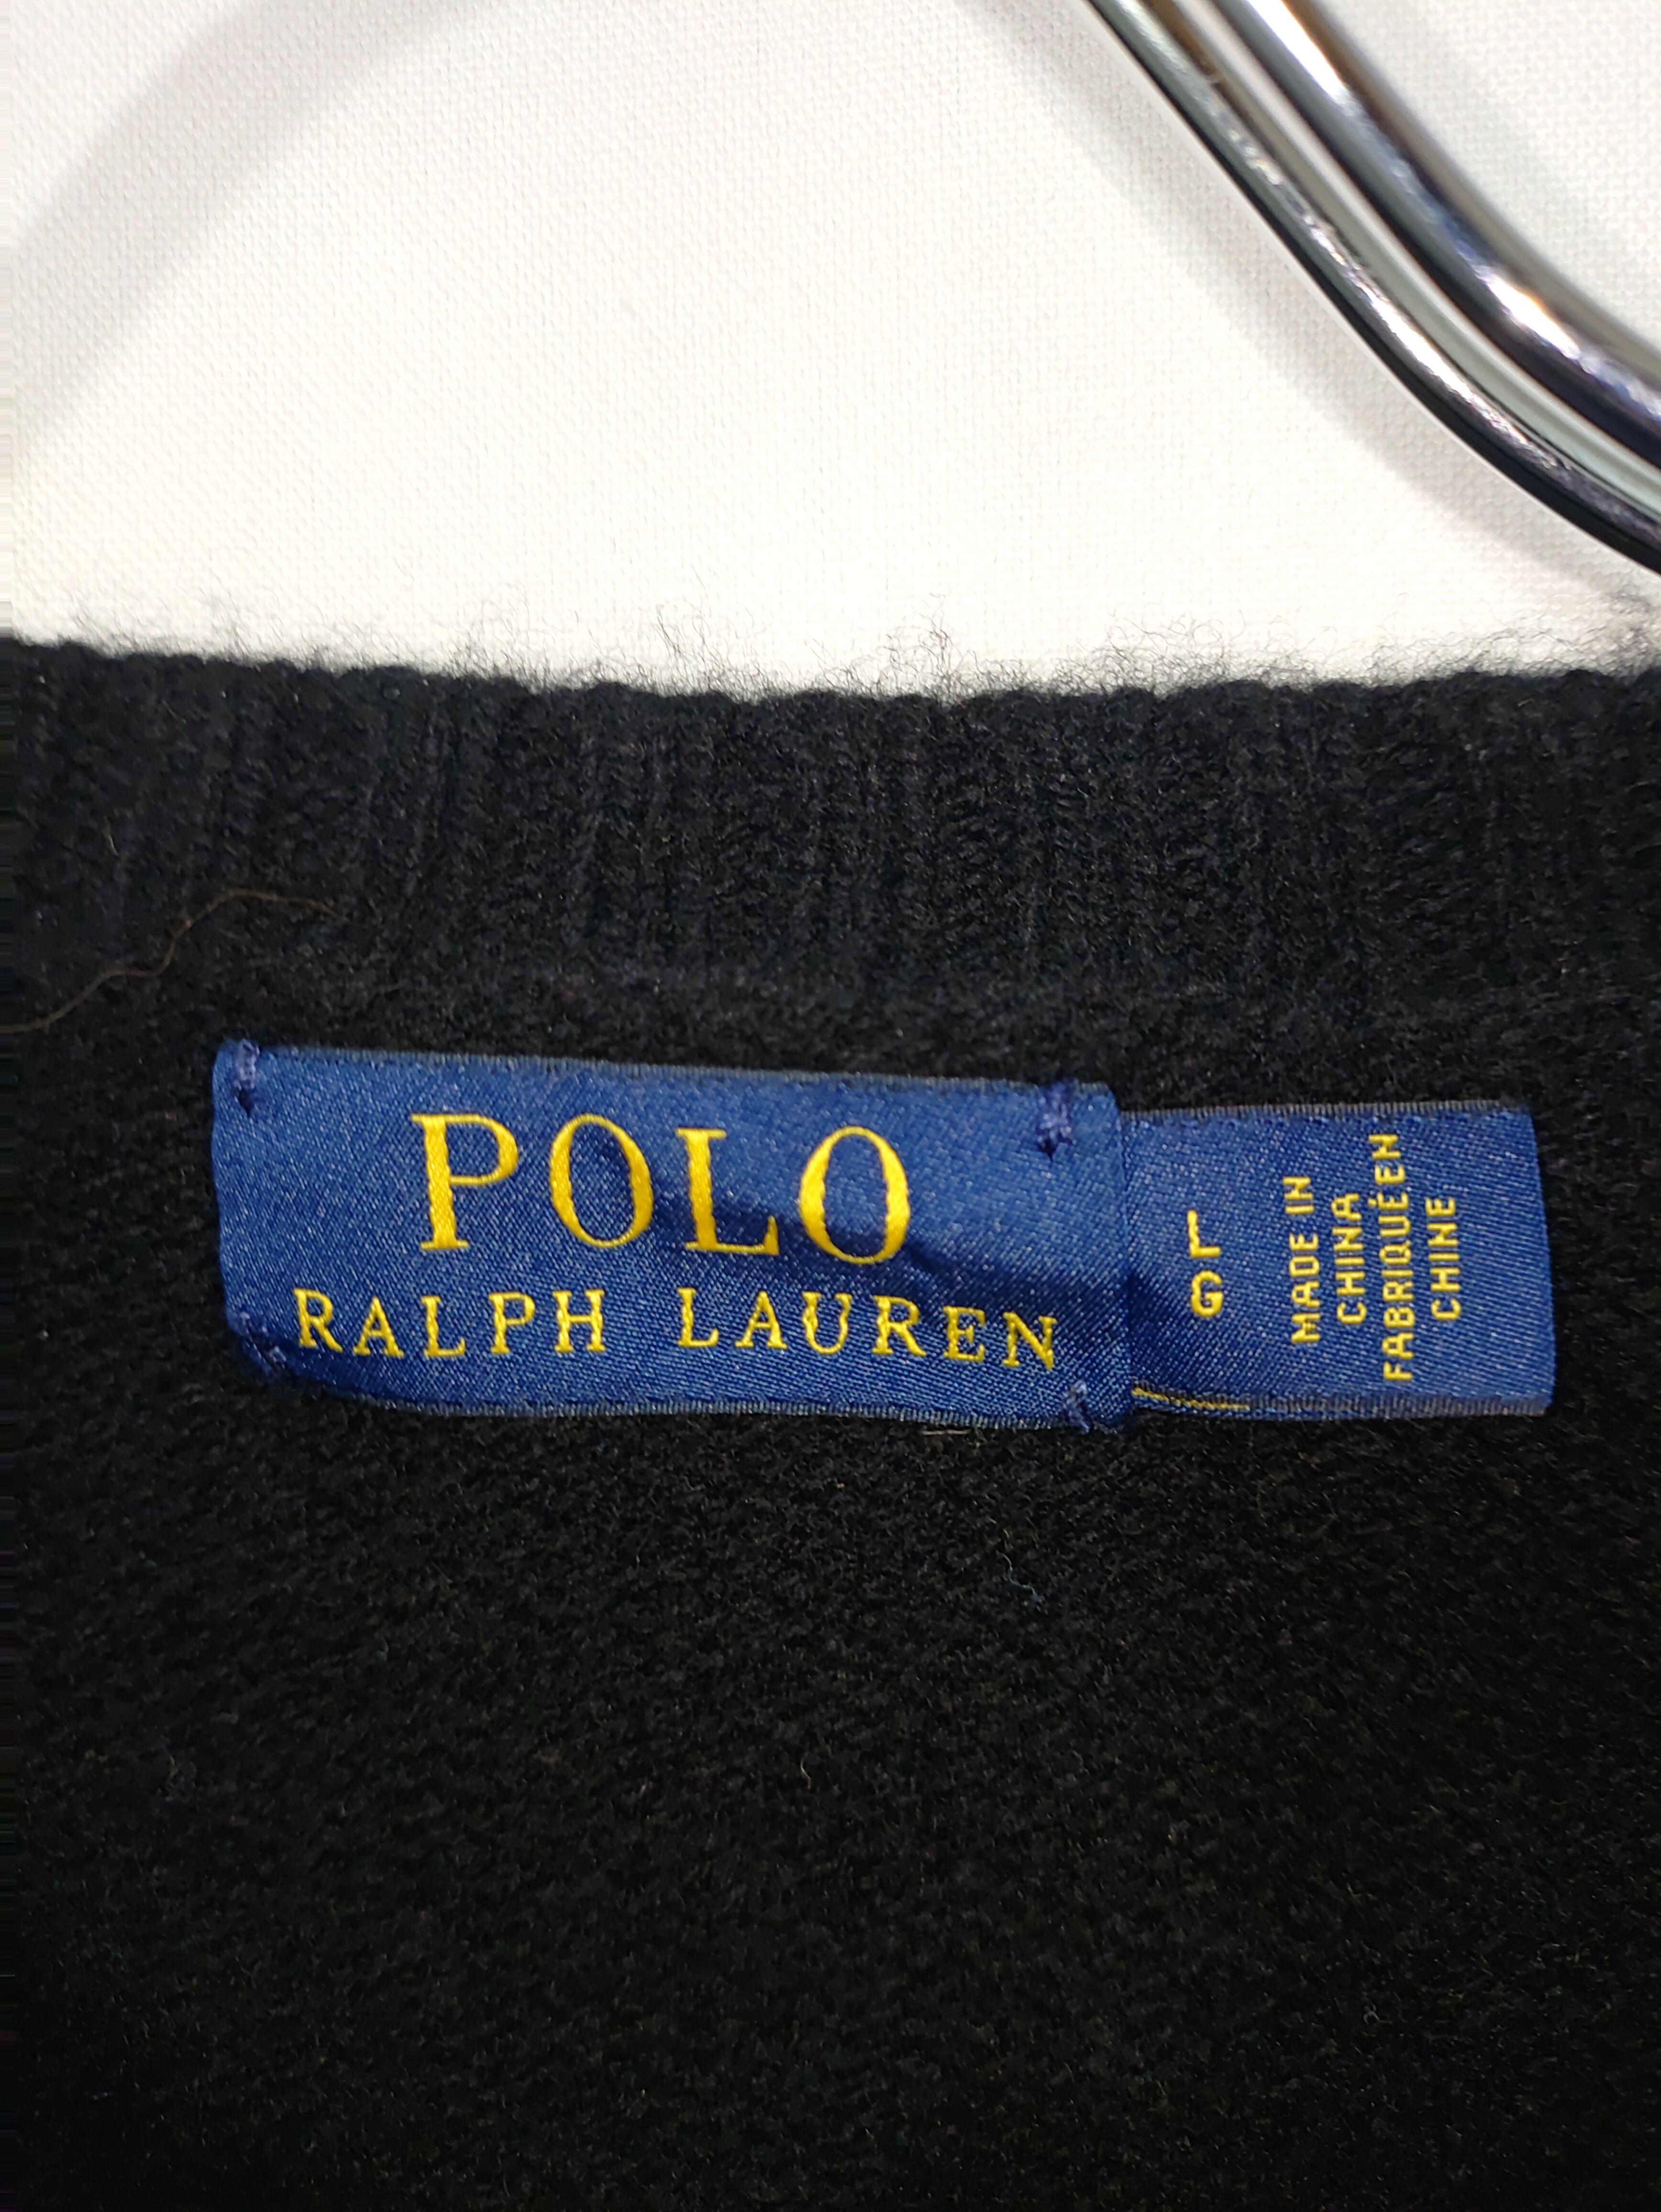 POLO
RALPH LAUREN
L
G
MADE IN
CHINA
FABRIQUÉ EN
CHINE